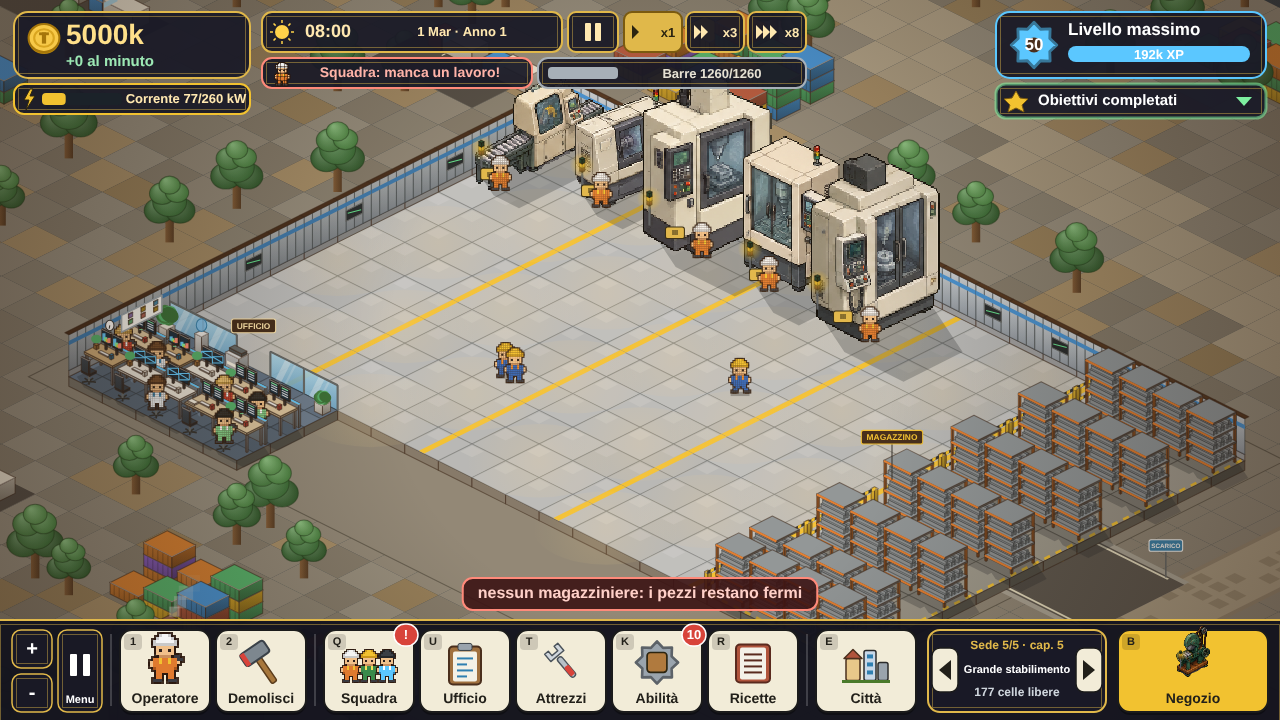 5000k
+0 al minuto
Corrente 77/260 kW
08:00
1 Mar · Anno 1
x1
x3
x8
Squadra: manca un lavoro!
Barre 1260/1260
50
Livello massimo
192k XP
Obiettivi completati
UFFICIO
MAGAZZINO
SCARICO
nessun magazziniere: i pezzi restano fermi
+
-
Menu
1
Operatore
2
Demolisci
Q
!
Squadra
U
Ufficio
T
Attrezzi
K
10
Abilità
R
Ricette
E
Città
Sede 5/5 · cap. 5
Grande stabilimento
177 celle libere
B
Negozio